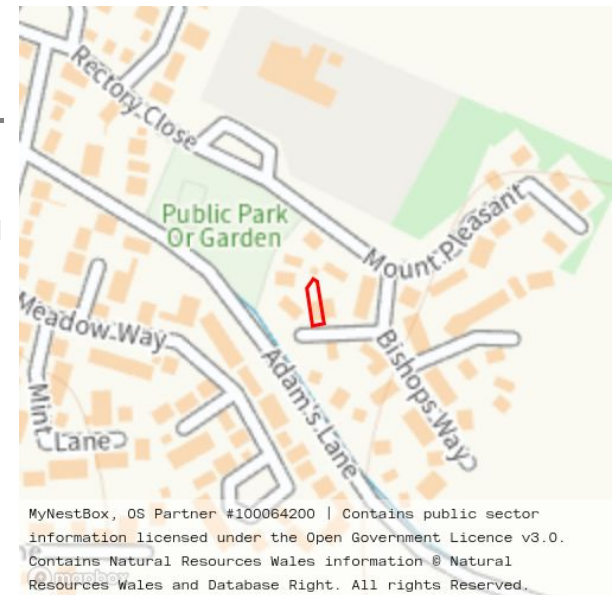 Rectory Close
Public Park
Or Garden
Mount Pleasant
Meadow Way
Adam's Lane
Bishops Way
Mint Lane
MyNestBox, OS Partner #100064200 | Contains public sector
information licensed under the Open Government Licence v3.0.
Contains Natural Resources Wales information © Natural
Resources Wales and Database Right. All rights Reserved.
mapbox